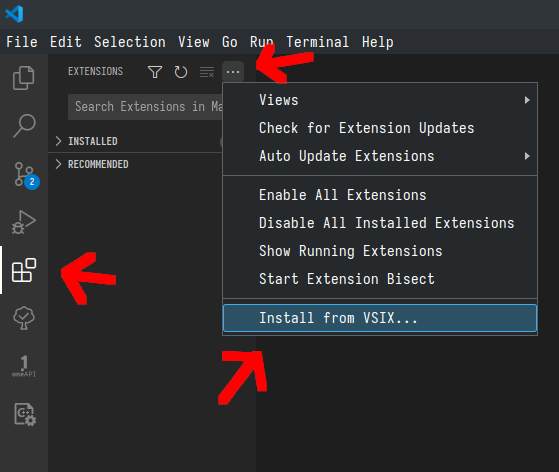 File Edit Selection View Go Run Terminal Help
EXTENSIONS
Search Extensions in Ma
INSTALLED
RECOMMENDED
2
1
oneAPI
Views
Check for Extension Updates
Auto Update Extensions
Enable All Extensions
Disable All Installed Extensions
Show Running Extensions
Start Extension Bisect
Install from VSIX...